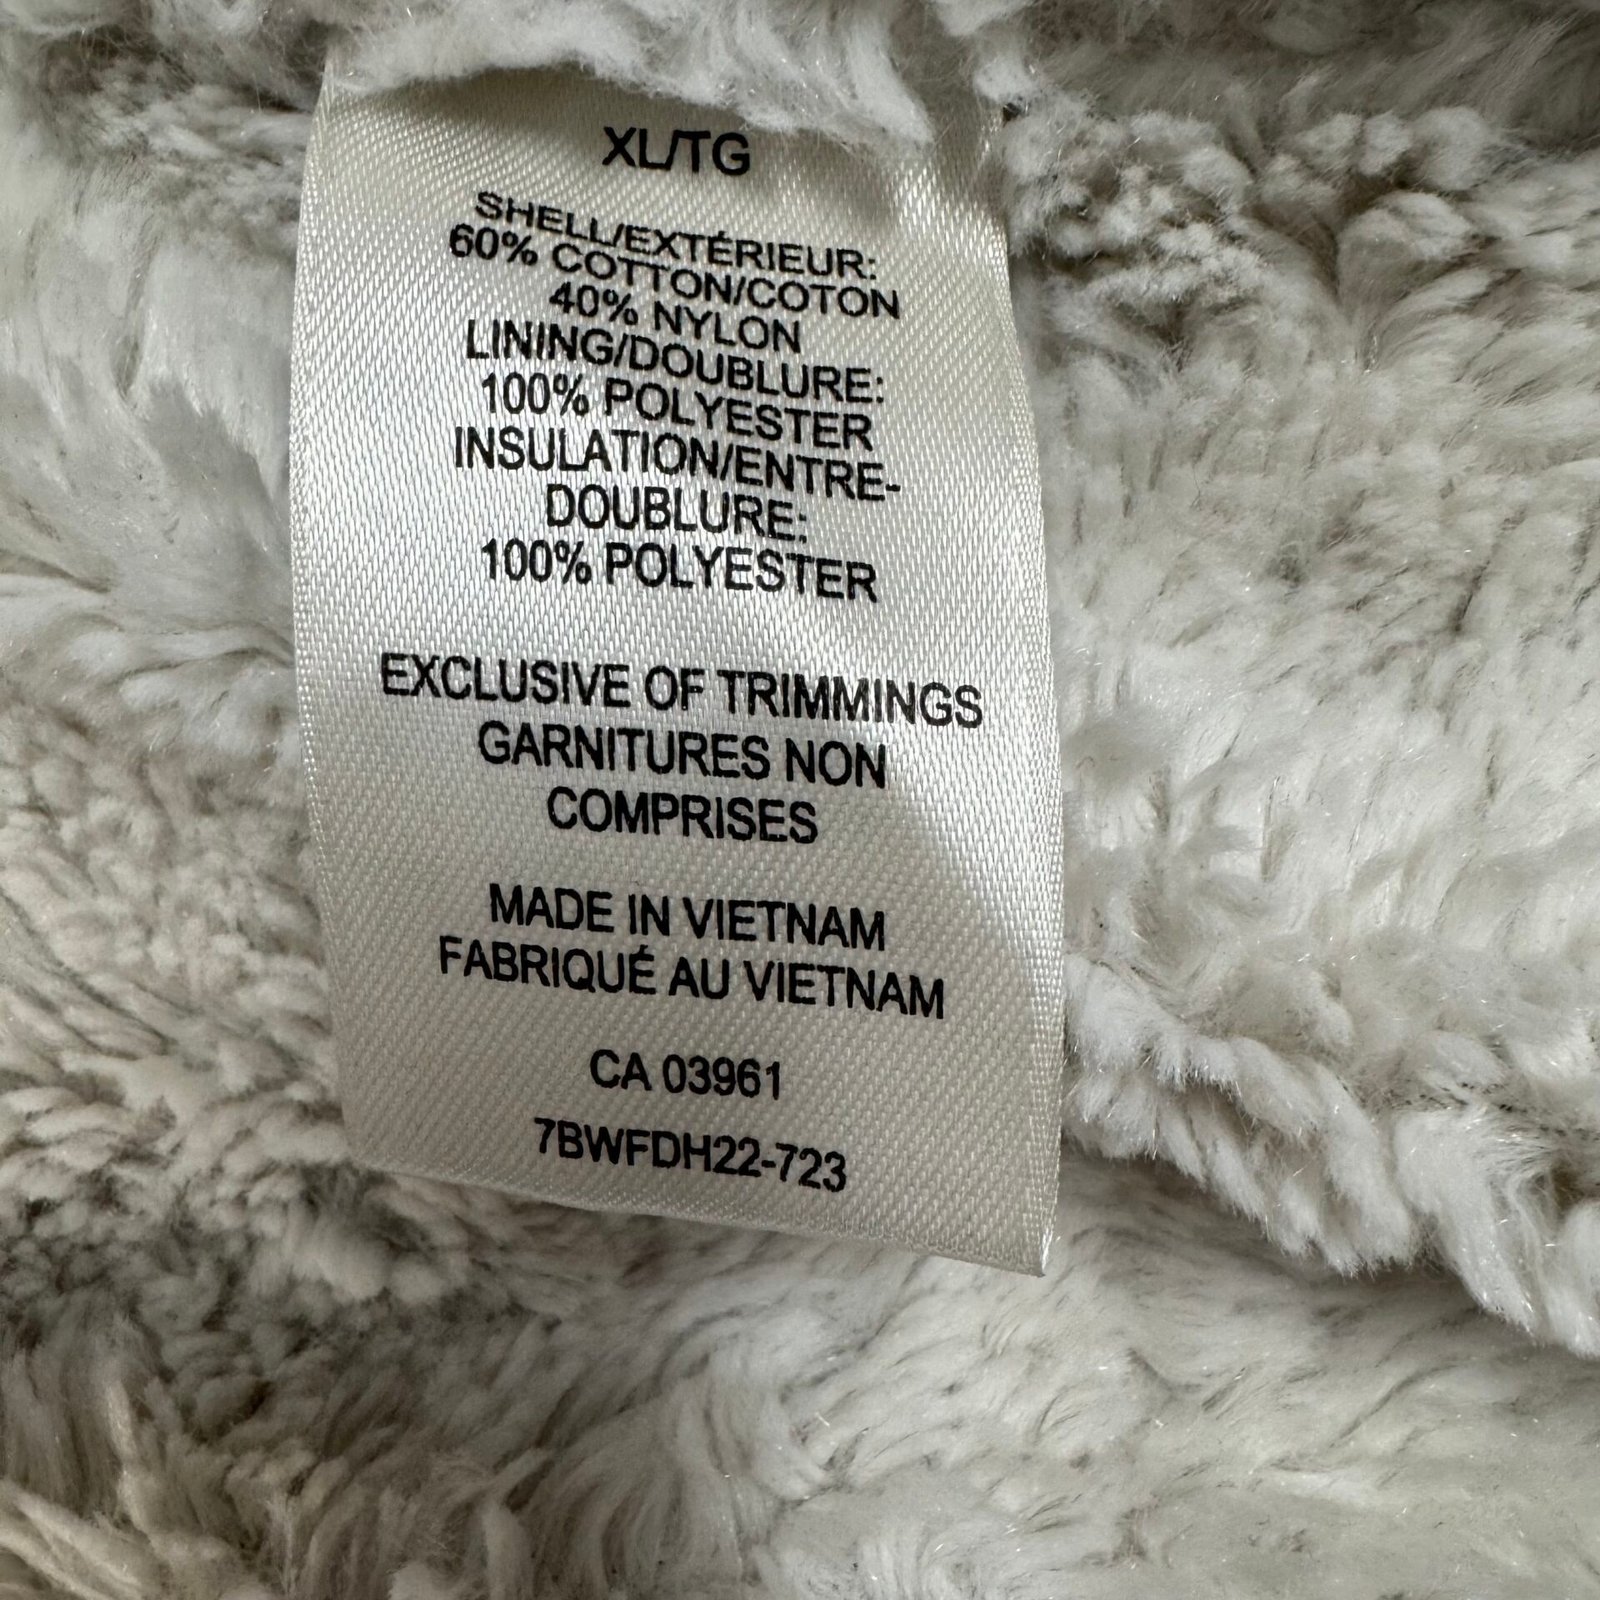 XL/TG
SHELL/EXTÉRIEUR:
60% COTTON/COTON
40% NYLON
LINING/DOUBLURE:
100% POLYESTER
INSULATION/ENTRE-
DOUBLURE:
100% POLYESTER
EXCLUSIVE OF TRIMMINGS
GARNITURES NON
COMPRISES
MADE IN VIETNAM
FABRIQUÉ AU VIETNAM
CA 03961
7BWFDH22-723